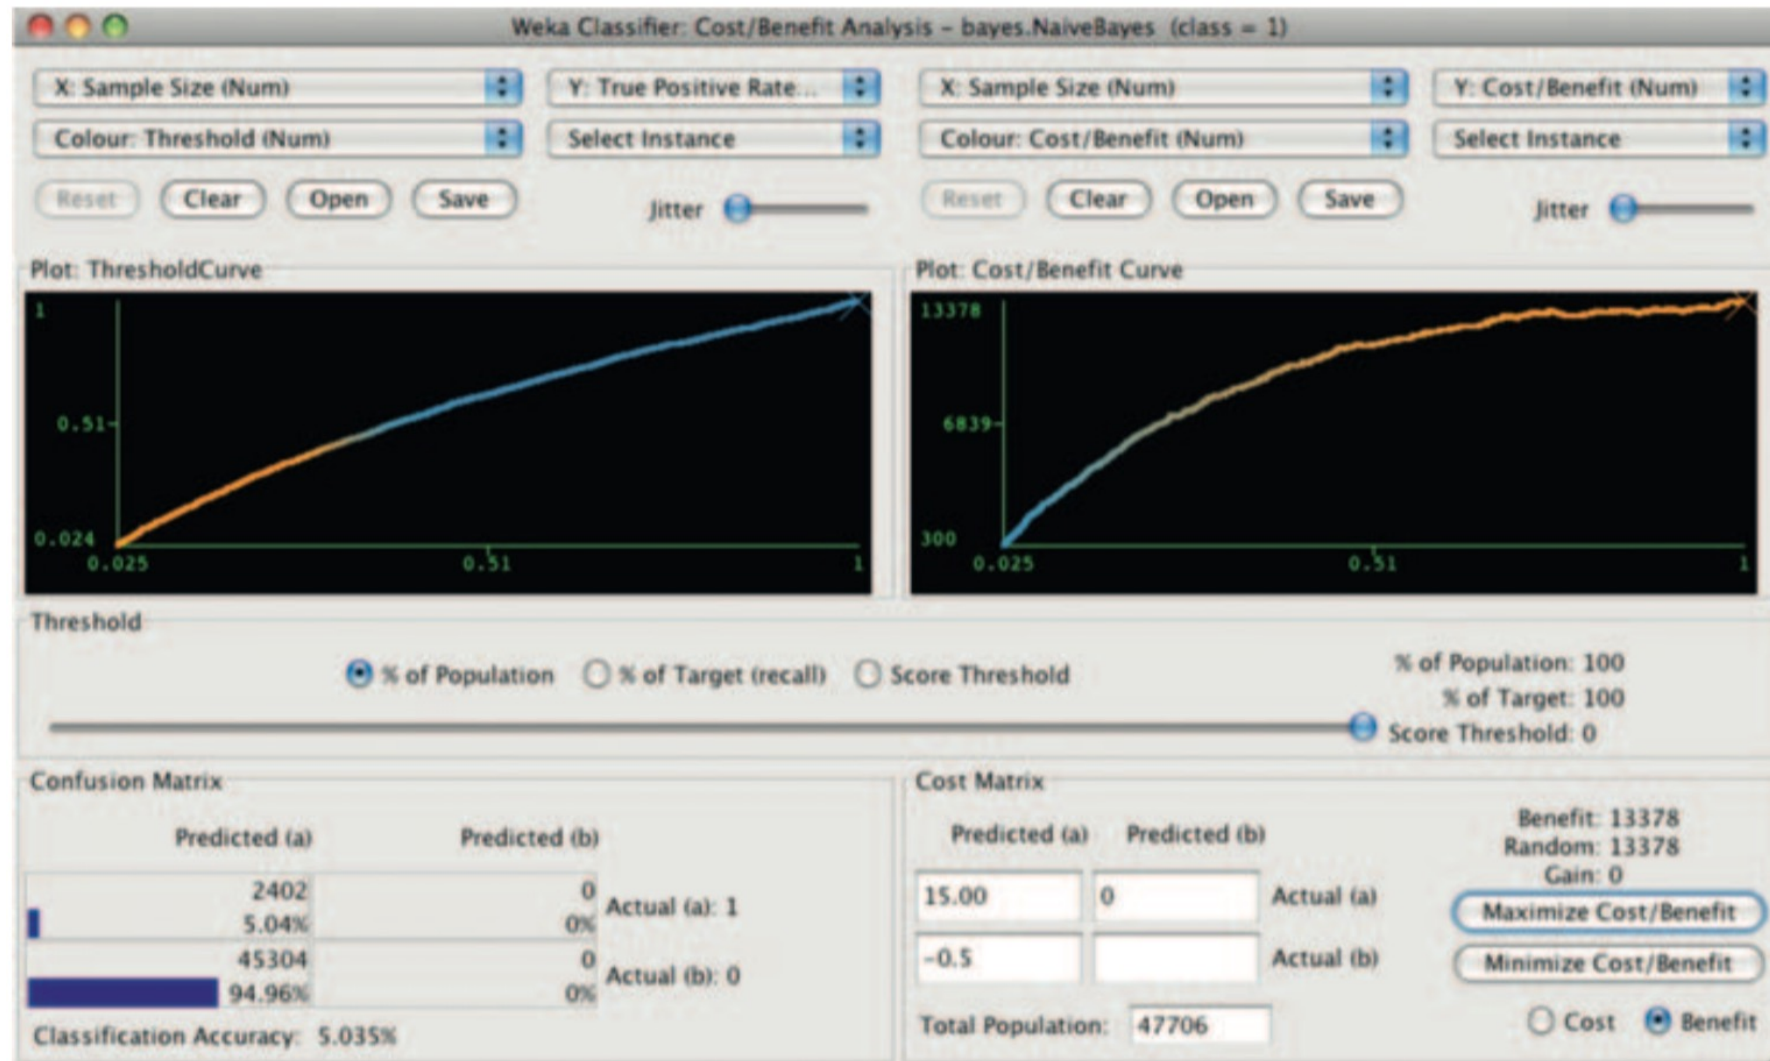 Weka Classifier: Cost/Benefit Analysis - bayes.NaiveBayes (class = 1)
X: Sample Size (Num) Y: True Positive Rate... X: Sample Size (Num) Y: Cost/Benefit (Num)
Colour: Threshold (Num) Select Instance Colour: Cost/Benefit (Num) Select Instance
Reset Clear Open Save Jitter Reset Clear Open Save Jitter
Plot: ThresholdCurve
1
0.51
0.024
0.025 0.51 1
Plot: Cost/Benefit Curve
13378
6839
300
0.025 0.51 1
Threshold
% of Population % of Target (recall) Score Threshold
% of Population: 100
% of Target: 100
Score Threshold: 0
Confusion Matrix
Predicted (a) Predicted (b)
2402 0
5.04% 0%
Actual (a): 1
45304 0
94.96% 0%
Actual (b): 0
Classification Accuracy: 5.035%
Cost Matrix
Predicted (a) Predicted (b)
15.00 0 Actual (a)
-0.5 Actual (b)
Total Population: 47706
Benefit: 13378
Random: 13378
Gain: 0
Maximize Cost/Benefit
Minimize Cost/Benefit
Cost Benefit